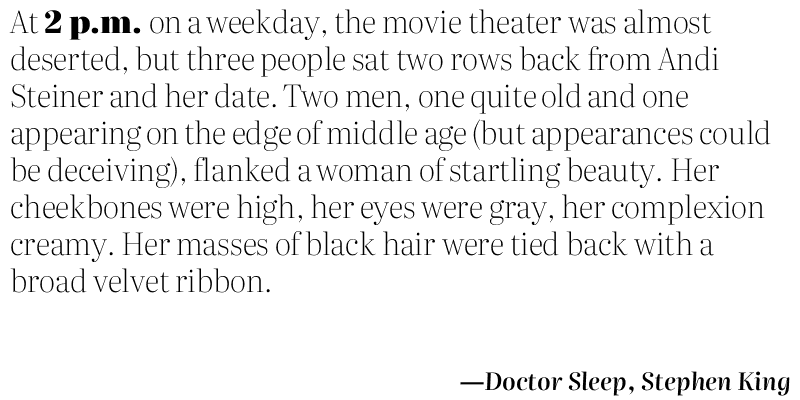 At 2 p.m. on a weekday, the movie theater was almost
deserted, but three people sat two rows back from Andi
Steiner and her date. Two men, one quite old and one
appearing on the edge of middle age (but appearances could
be deceiving), flanked a woman of startling beauty. Her
cheekbones were high, her eyes were gray, her complexion
creamy. Her masses of black hair were tied back with a
broad velvet ribbon.
—Doctor Sleep, Stephen King